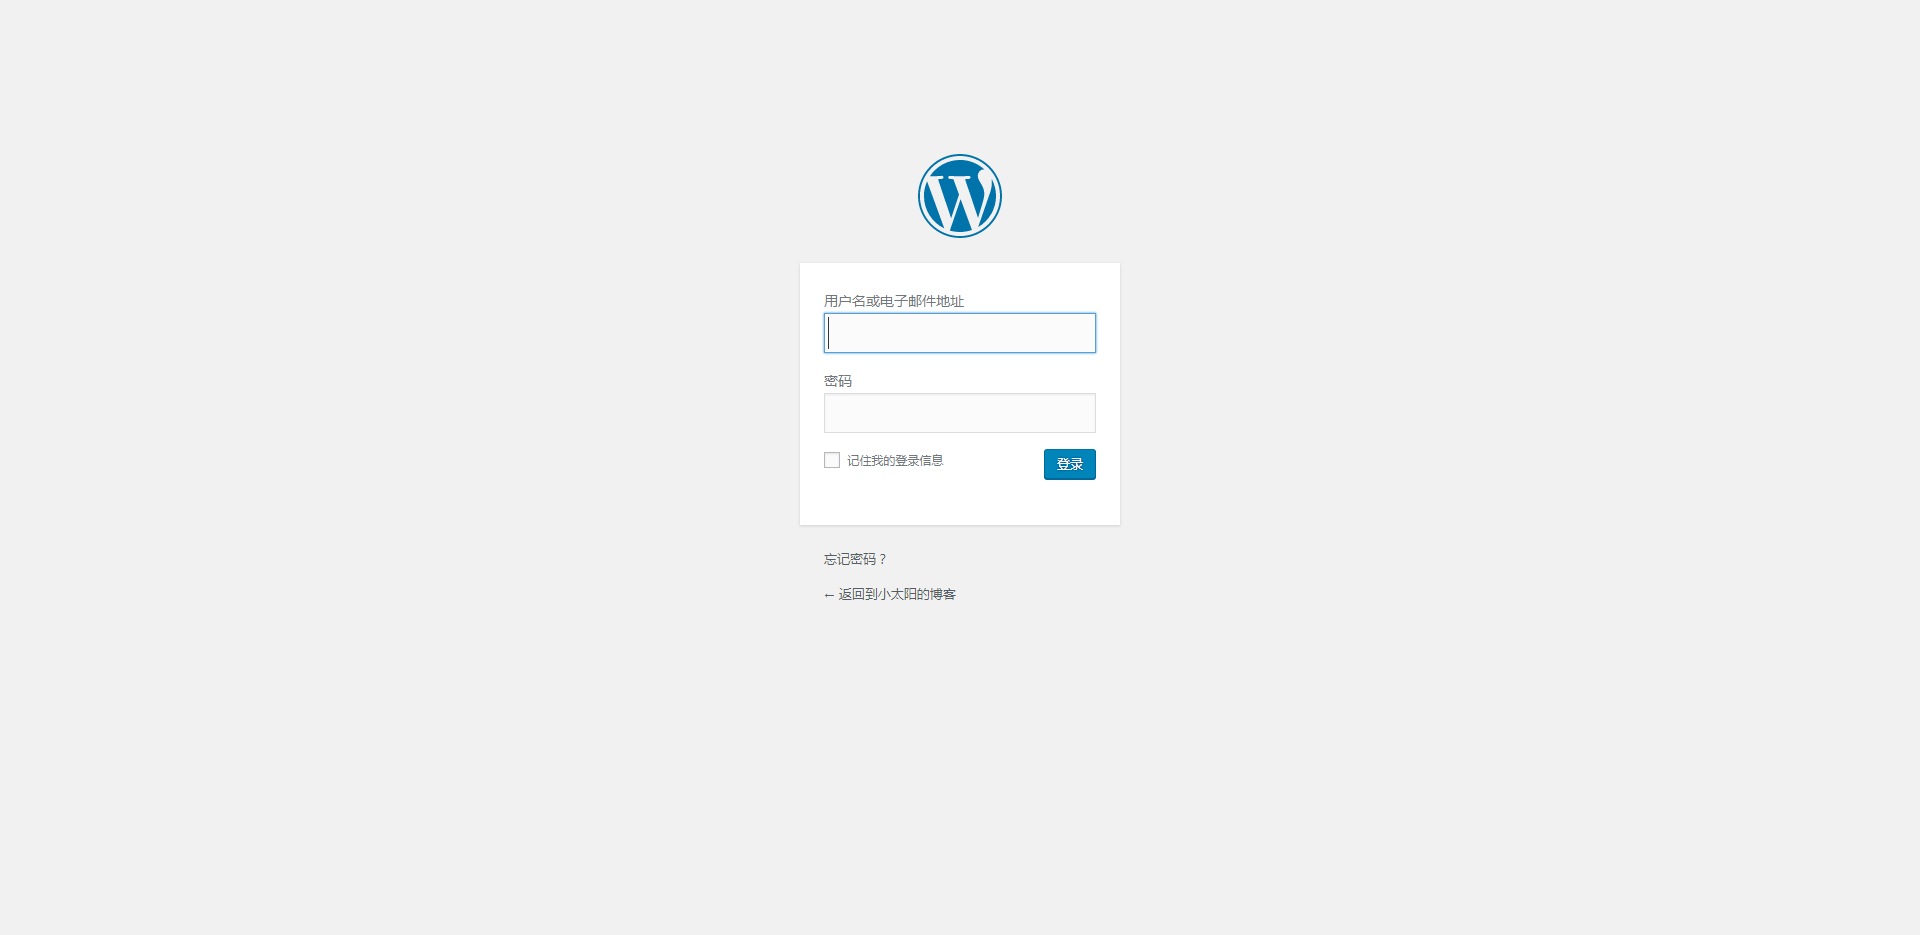 用户名或电子邮件地址
密码
记住我的登录信息
登录
忘记密码？
← 返回到小太阳的博客